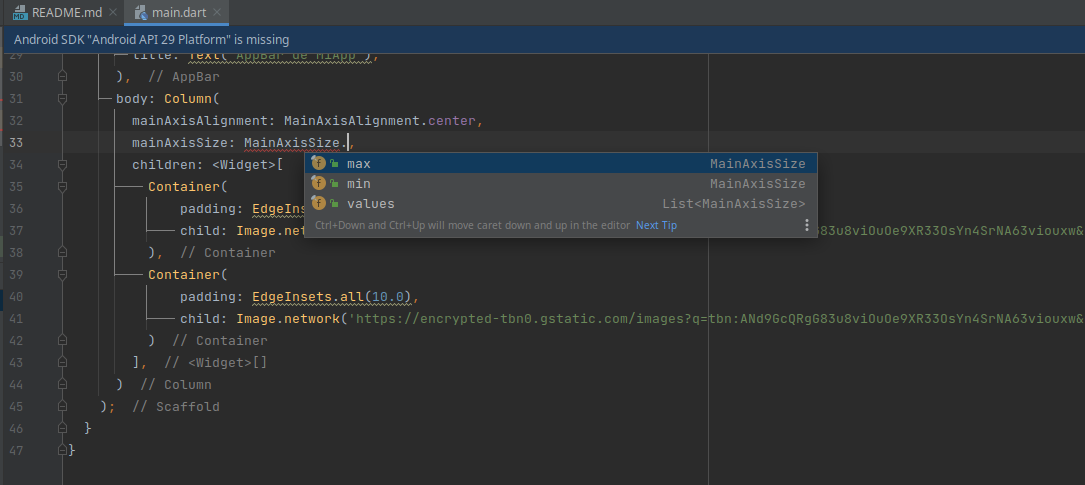 README.md main.dart
Android SDK "Android API 29 Platform" is missing
29 title: Text("AppBar de MiApp"),
30 ), // AppBar
31 body: Column(
32 mainAxisAlignment: MainAxisAlignment.center,
33 mainAxisSize: MainAxisSize.,
34 children: <Widget>[
max MainAxisSize
35 Container(
min MainAxisSize
36 padding: EdgeIns
values List<MainAxisSize>
Ctrl+Down and Ctrl+Up will move caret down and up in the editor Next Tip
37 child: Image.net G83u8viOuOe9XR33OsYn4SrNA63viouxw&
38 ), // Container
39 Container(
40 padding: EdgeInsets.all(10.0),
41 child: Image.network('https://encrypted-tbn0.gstatic.com/images?q=tbn:ANd9GcQRgG83u8viOuOe9XR33OsYn4SrNA63viouxw&
42 ) // Container
43 ], // <Widget>[]
44 ) // Column
45 ); // Scaffold
46 }
47 }